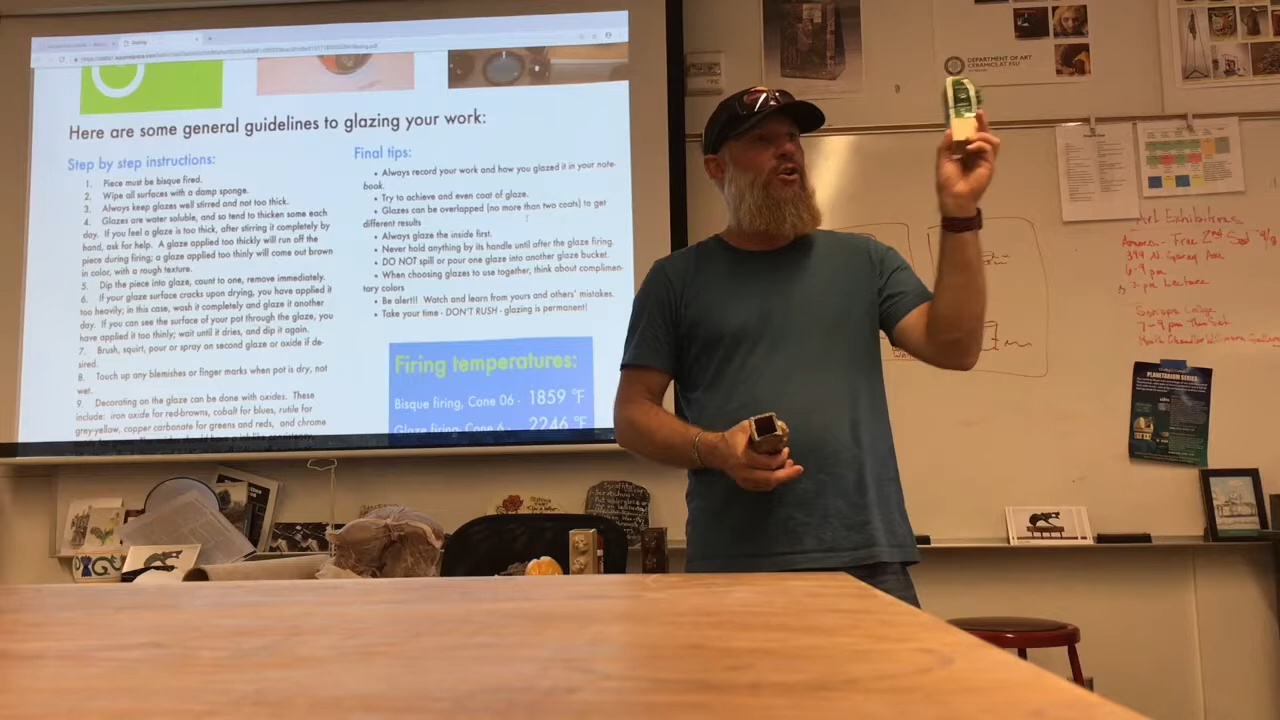 Here are some general guidelines to glazing your work:
Step by step instructions:
1. Piece must be bisque fired.
2. Wipe all surfaces with a damp sponge.
3. Always keep glazes well stirred and not too thick.
4. Glazes are water soluble, and so tend to thicken some each
day. If you feel a glaze is too thick, after stirring it completely by
hand, ask for help. A glaze applied too thickly will run off the
piece during firing; a glaze applied too thinly will come out brown
in color, with a rough texture.
5. Dip the piece into glaze, count to one, remove immediately.
6. If your glaze surface cracks upon drying, you have applied it
too heavily; in this case, wash it completely and glaze it another
day. If you can see the surface of your pot through the glaze, you
have applied it too thinly; wait until it dries, and dip it again.
7. Brush, squirt, pour or spray on second glaze or oxide if de-
sired.
8. Touch up any blemishes or finger marks when pot is dry, not
wet.
9. Decorating on the glaze can be done with oxides. These
include: iron oxide for red-browns, cobalt for blues, rutile for
grey-yellow, copper carbonate for greens and reds, and chrome
Final tips:
• Always record your work and how you glazed it in your note-
book.
• Try to achieve and even coat of glaze.
• Glazes can be overlapped (no more than two coats) to get
different results
• Always glaze the inside first.
• Never hold anything by its handle until after the glaze firing.
• DO NOT spill or pour one glaze into another glaze bucket.
• When choosing glazes to use together, think about complimen-
tary colors
• Be alert!! Watch and learn from yours and others' mistakes.
• Take your time - DON'T RUSH - glazing is permanent!
Firing temperatures:
Bisque firing, Cone 06 - 1859 °F
Glaze firing, Cone 6 - 2246 °F
DEPARTMENT OF ART
CERAMICS AT FSU
Art Exhibitions
6-9 pm
Lecture
PLANETARIUM SERIES